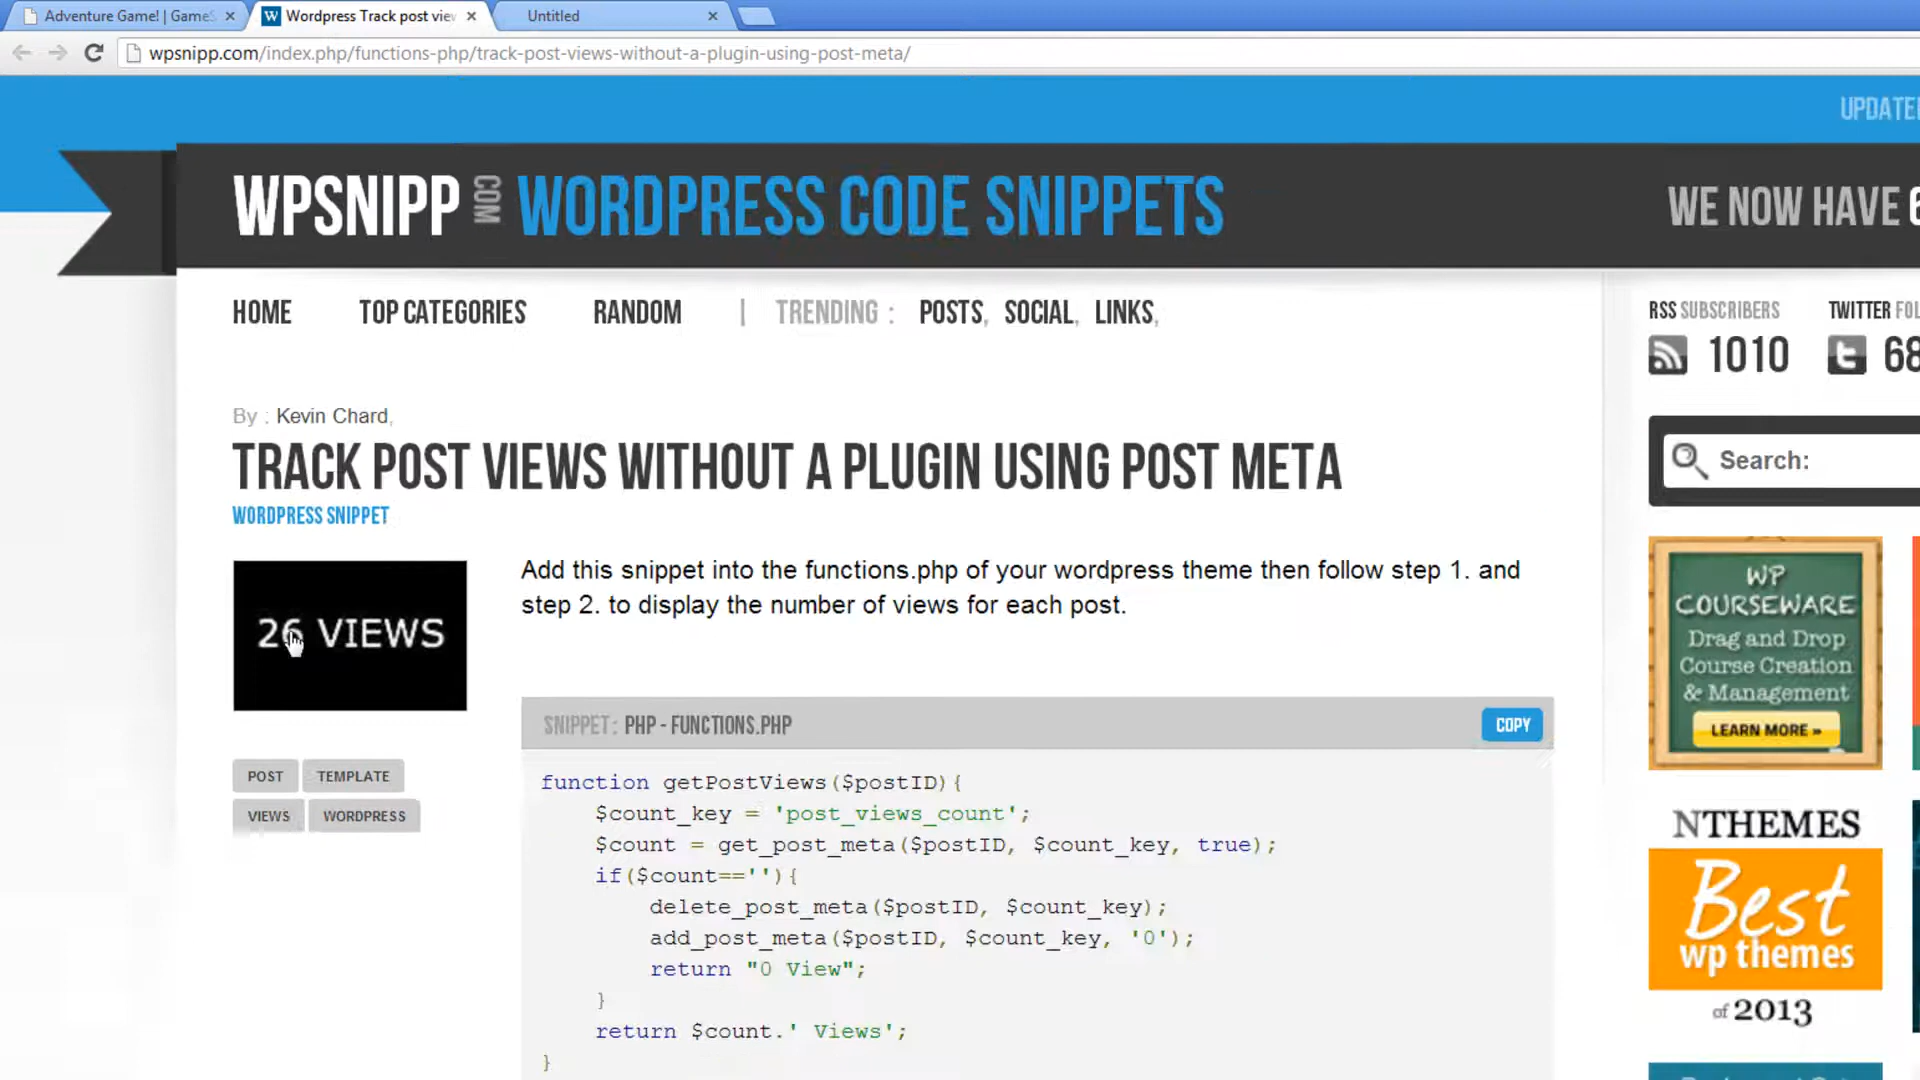 Adventure Game! | Game
Wordpress Track post vie
Untitled
wpsnipp.com/index.php/functions-php/track-post-views-without-a-plugin-using-post-meta/
UPDATE
WPSNIPP COM WORDPRESS CODE SNIPPETS
WE NOW HAVE 6
HOME TOP CATEGORIES RANDOM | TRENDING : POSTS, SOCIAL, LINKS,
RSS SUBSCRIBERS TWITTER FOL
1010 68
By : Kevin Chard,
TRACK POST VIEWS WITHOUT A PLUGIN USING POST META
WORDPRESS SNIPPET
Search:
26 VIEWS
Add this snippet into the functions.php of your wordpress theme then follow step 1. and
step 2. to display the number of views for each post.
WP
COURSEWARE
Drag and Drop
Course Creation
& Management
LEARN MORE »
SNIPPET: PHP - FUNCTIONS.PHP
COPY
POST TEMPLATE
VIEWS WORDPRESS
function getPostViews($postID){
$count_key = 'post_views_count';
$count = get_post_meta($postID, $count_key, true);
if($count==''){
delete_post_meta($postID, $count_key);
add_post_meta($postID, $count_key, '0');
return "0 View";
}
return $count.' Views';
}
NTHEMES
Best
wp themes
of 2013